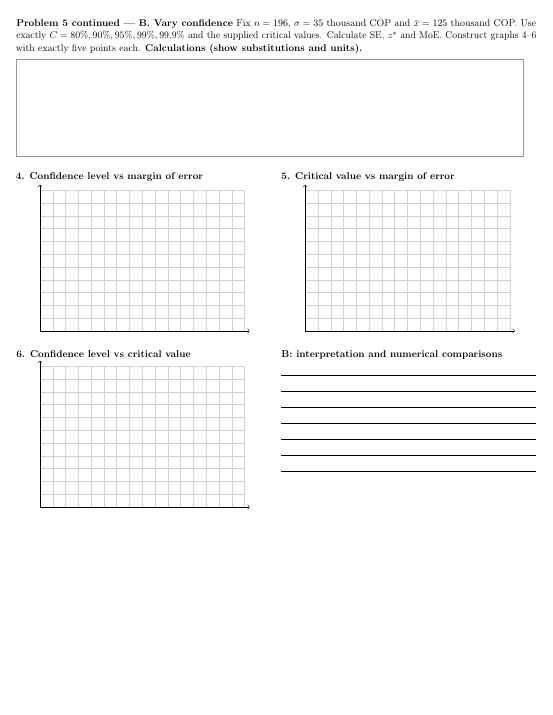 Problem 5 continued — B. Vary confidence Fix n = 196, σ = 35 thousand COP and x̄ = 125 thousand COP. Use
exactly C = 80%, 90%, 95%, 99%, 99.9% and the supplied critical values. Calculate SE, z* and MoE. Construct graphs 4–6
with exactly five points each. Calculations (show substitutions and units).
4. Confidence level vs margin of error
5. Critical value vs margin of error
6. Confidence level vs critical value
B: interpretation and numerical comparisons